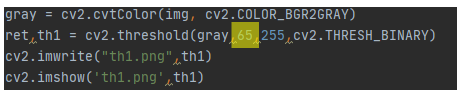 gray = cv2.cvtColor(img, cv2.COLOR_BGR2GRAY)
ret,th1 = cv2.threshold(gray,65,255,cv2.THRESH_BINARY)
cv2.imwrite("th1.png",th1)
cv2.imshow('th1.png',th1)